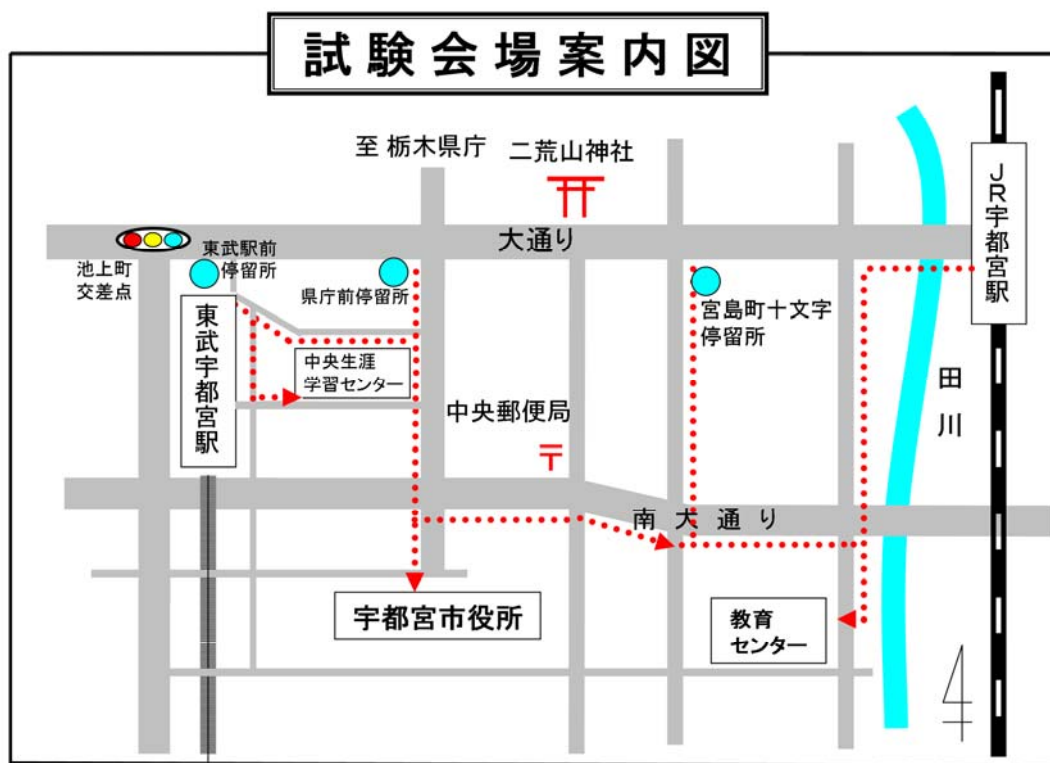 試験会場案内図
至 栃木県庁
二荒山神社
JR宇都宮駅
大通り
池上町
交差点
東武駅前
停留所
県庁前停留所
宮島町十文字
停留所
東武宇都宮駅
中央生涯
学習センター
田川
中央郵便局
〒
南大通り
宇都宮市役所
教育
センター